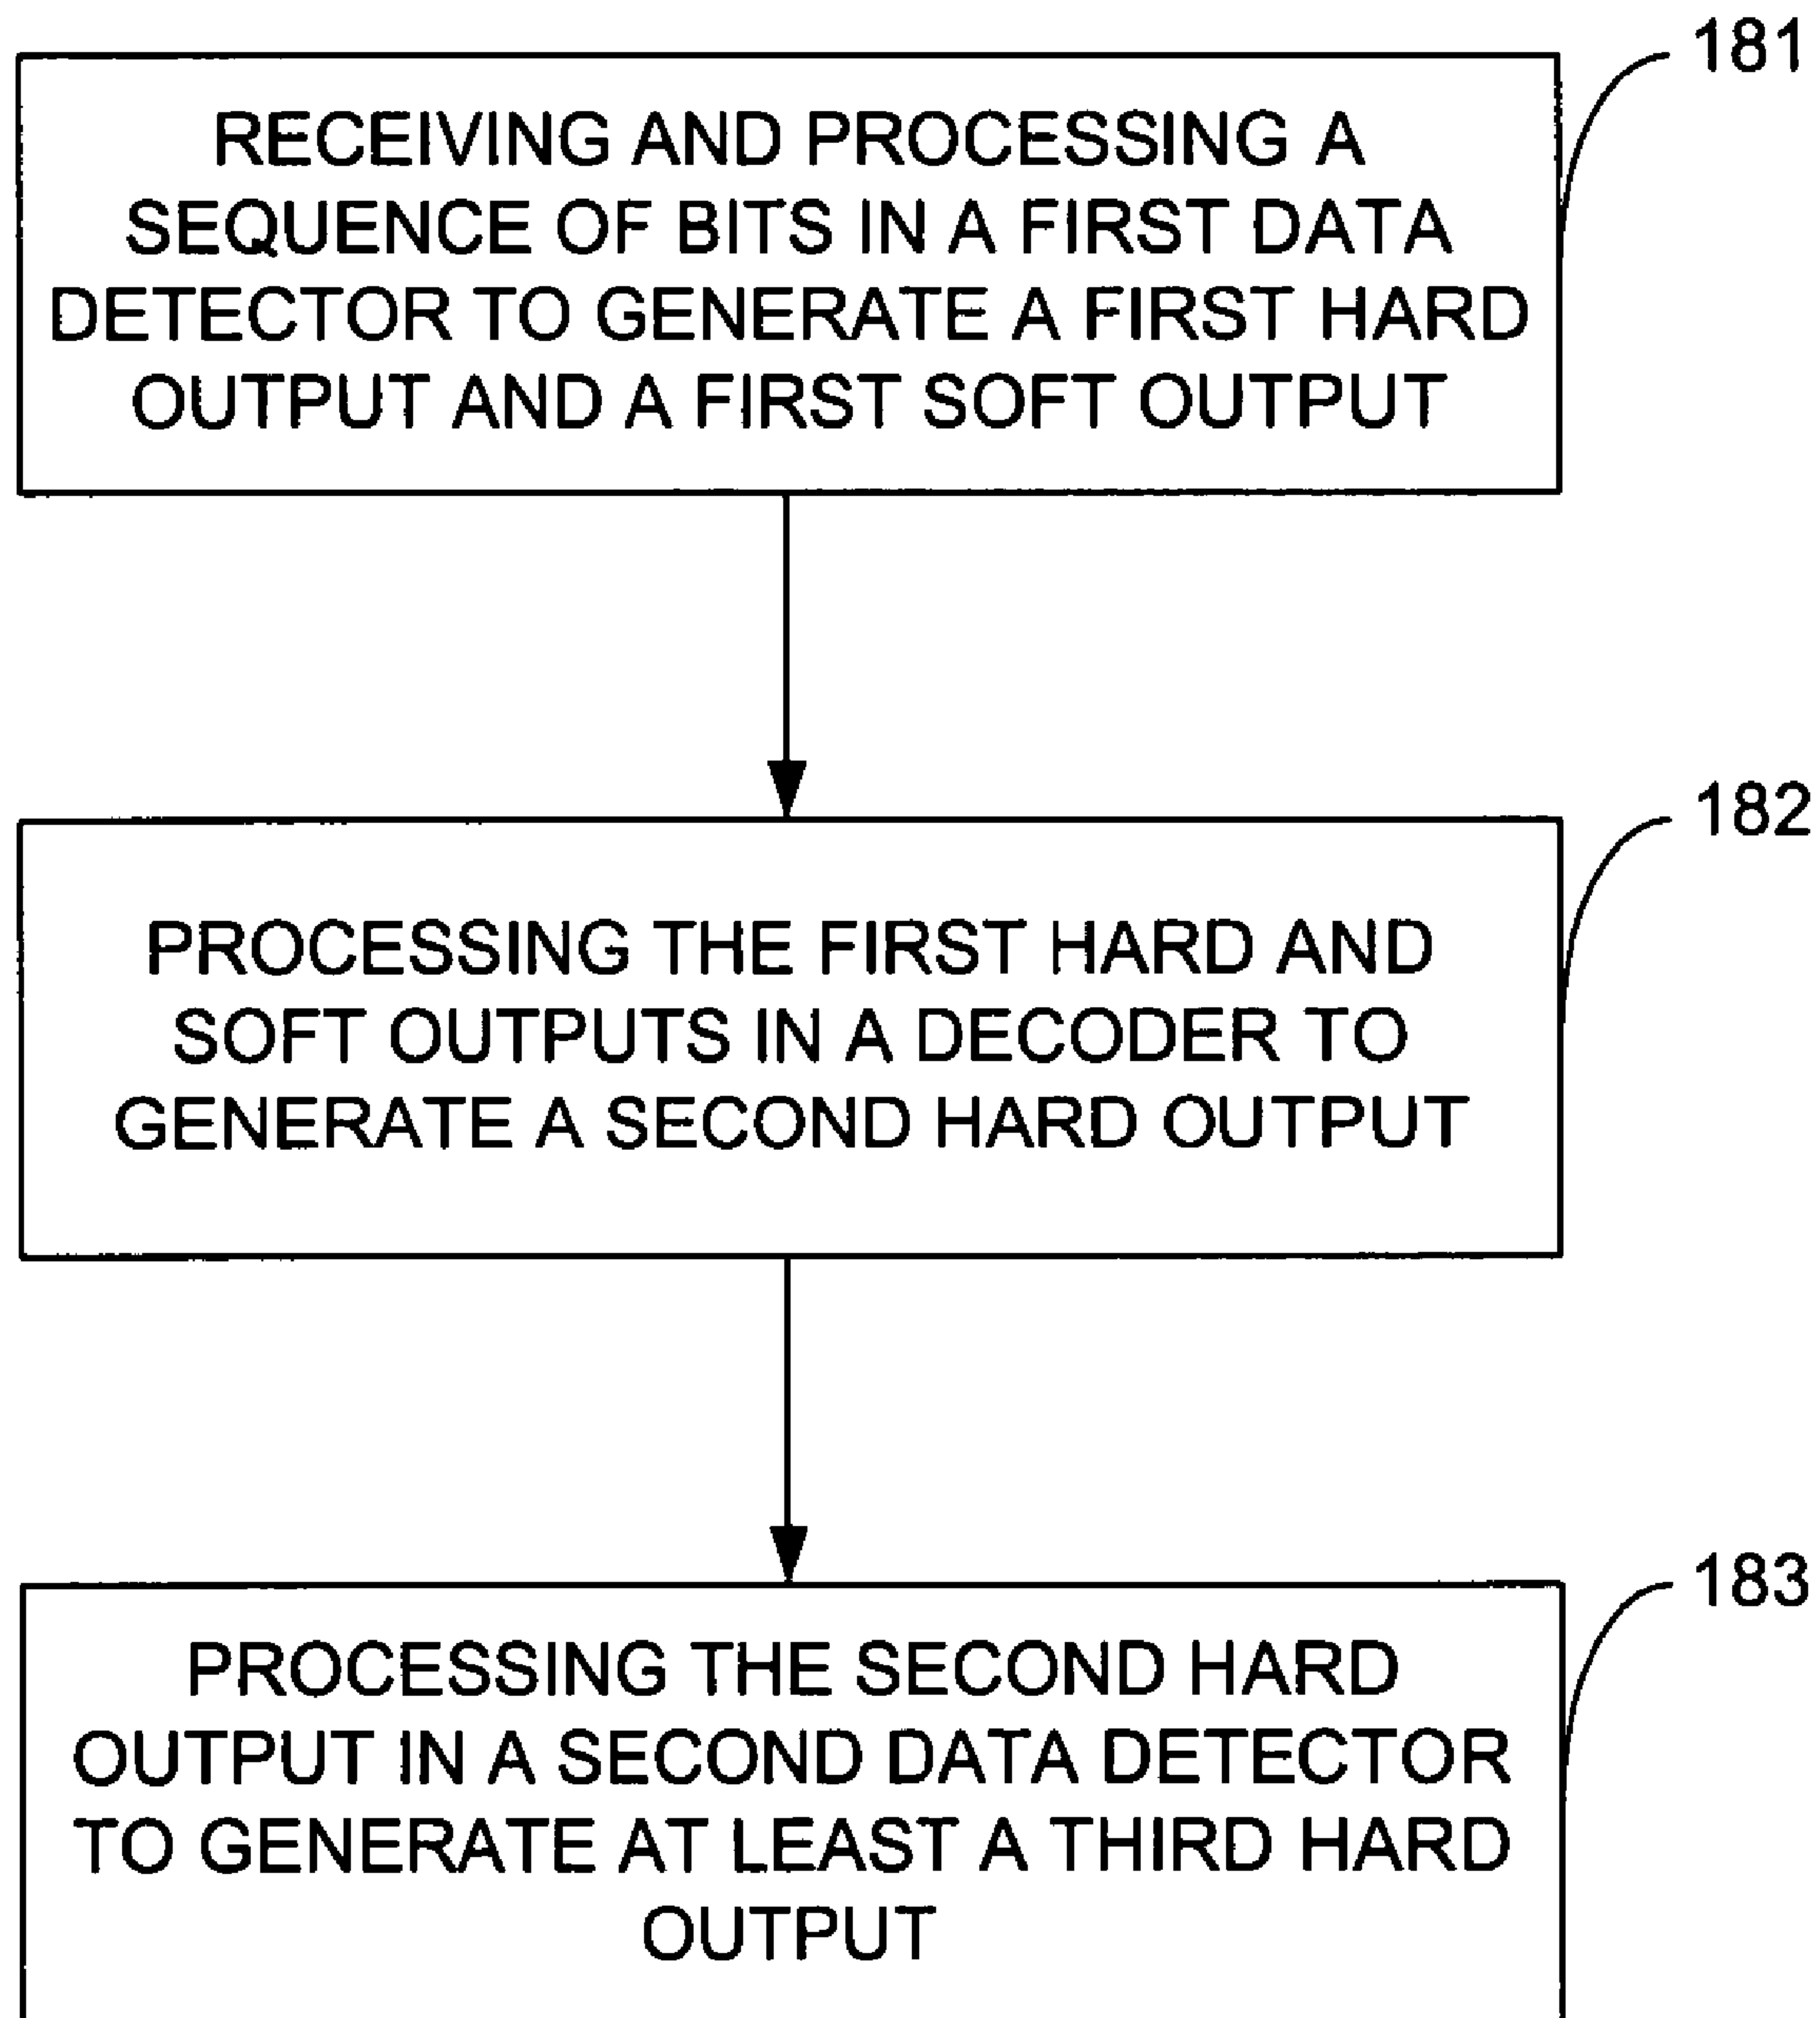 181
RECEIVING AND PROCESSING A
SEQUENCE OF BITS IN A FIRST DATA
DETECTOR TO GENERATE A FIRST HARD
OUTPUT AND A FIRST SOFT OUTPUT
182
PROCESSING THE FIRST HARD AND
SOFT OUTPUTS IN A DECODER TO
GENERATE A SECOND HARD OUTPUT
183
PROCESSING THE SECOND HARD
OUTPUT IN A SECOND DATA DETECTOR
TO GENERATE AT LEAST A THIRD HARD
OUTPUT